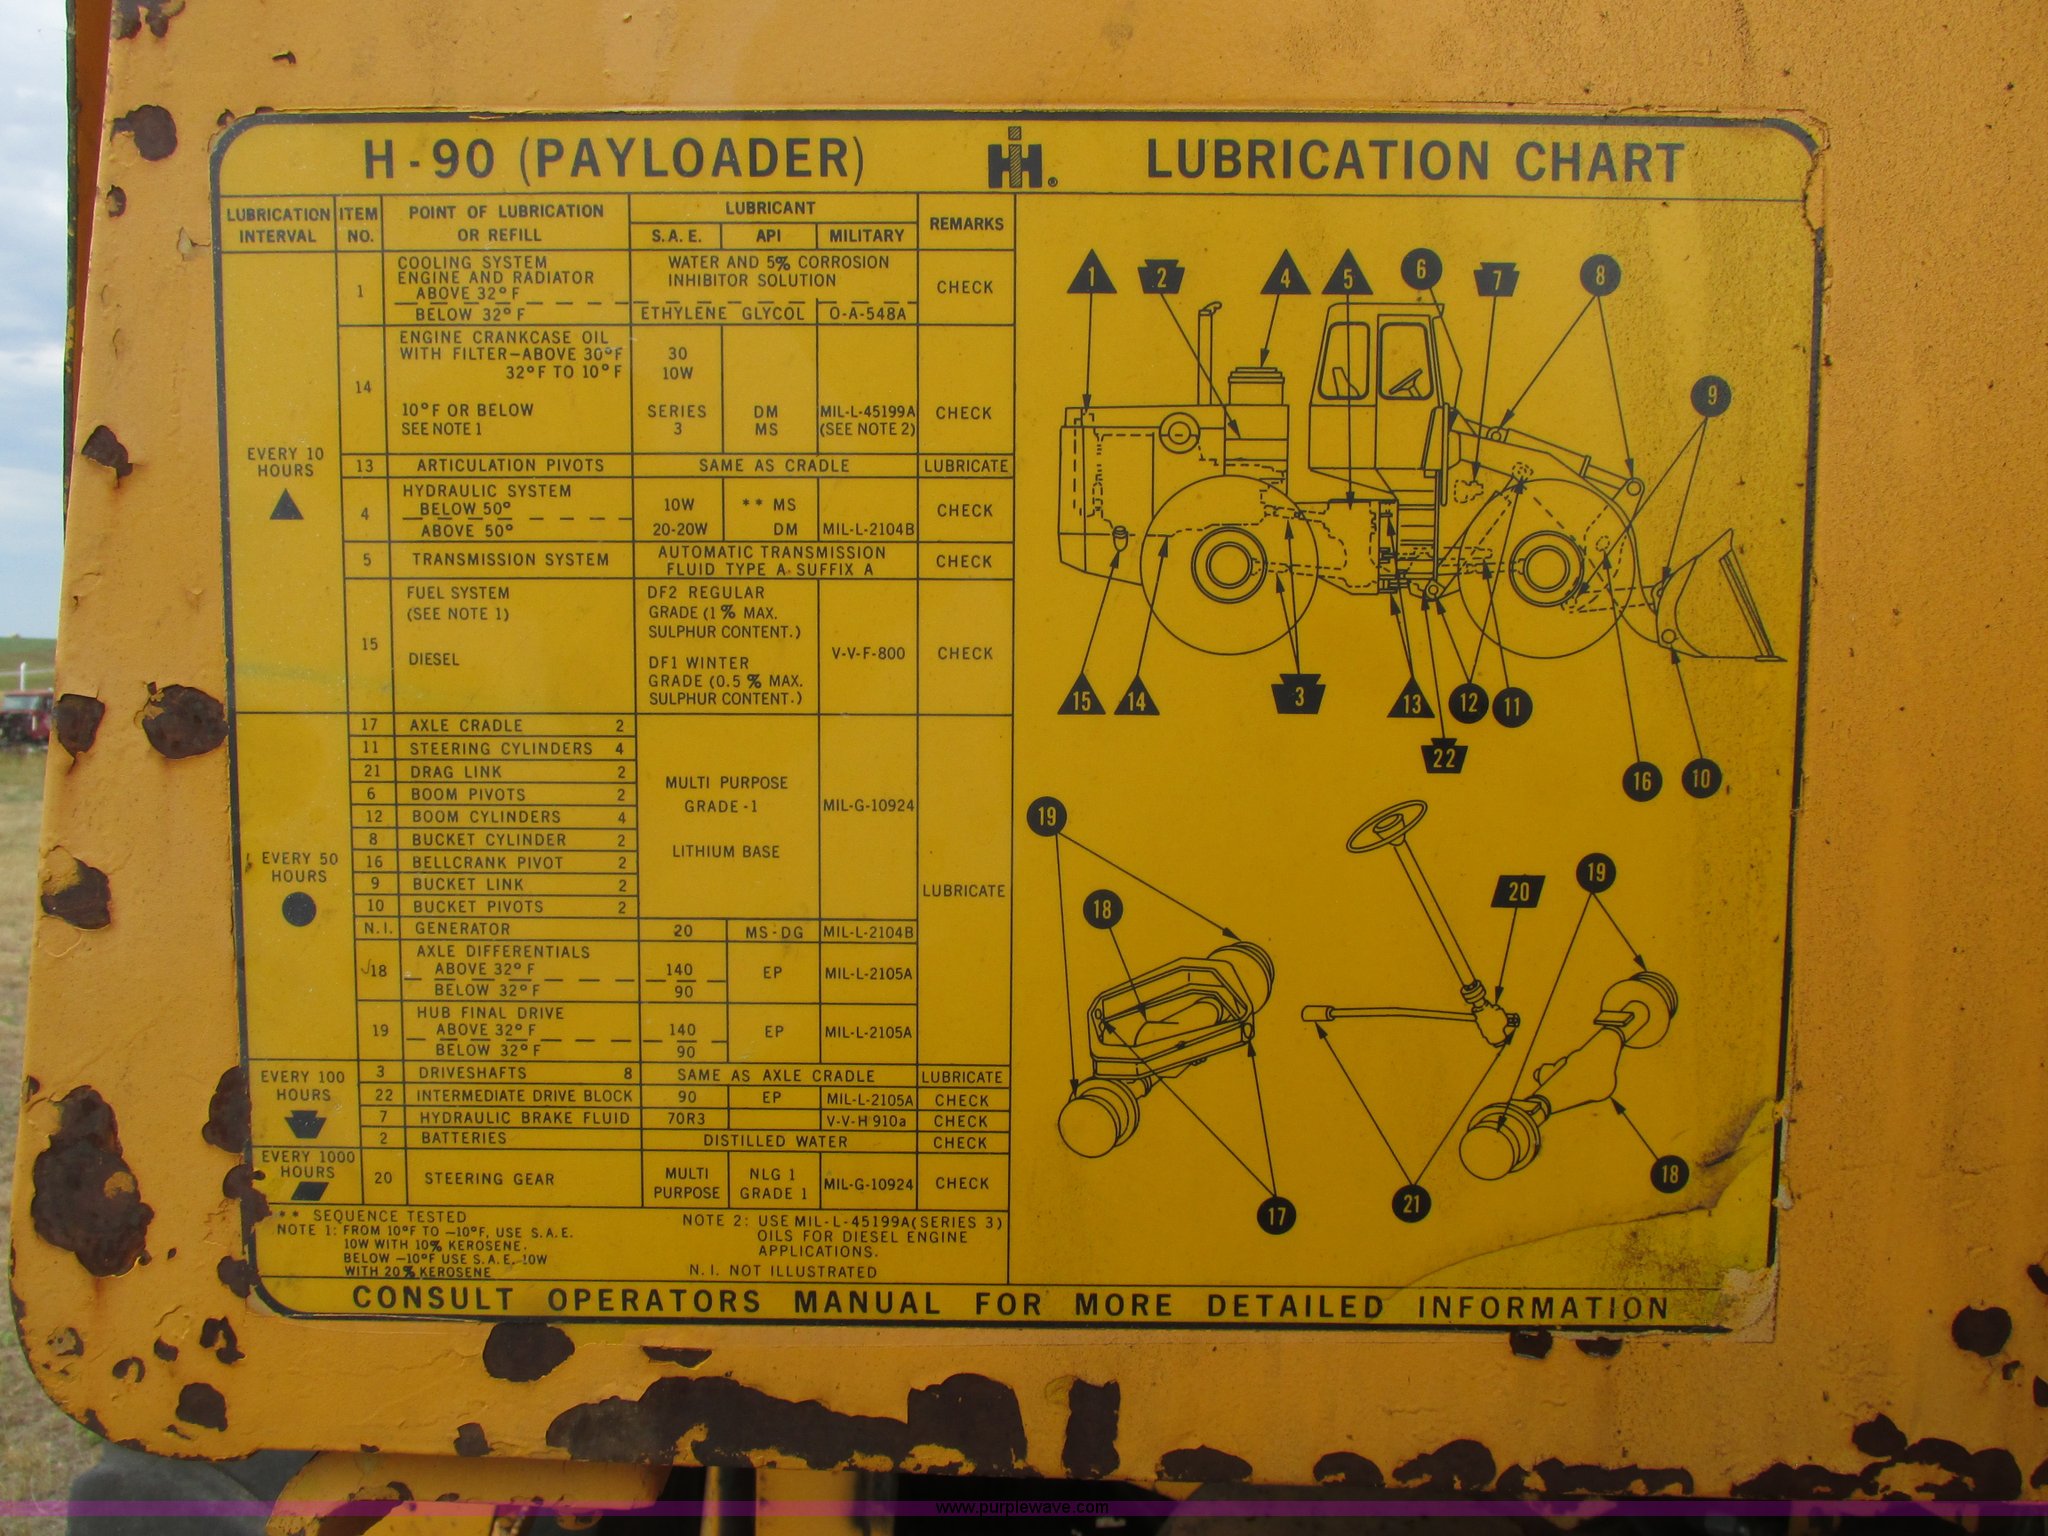 H-90 (PAYLOADER) IH ® LUBRICATION CHART
LUBRICATION INTERVAL ITEM NO. POINT OF LUBRICATION OR REFILL LUBRICANT REMARKS
S.A.E. API MILITARY
EVERY 10 HOURS
1 COOLING SYSTEM ENGINE AND RADIATOR
ABOVE 32°F WATER AND 5% CORROSION INHIBITOR SOLUTION CHECK
BELOW 32°F ETHYLENE GLYCOL O-A-548A
14 ENGINE CRANKCASE OIL
WITH FILTER-ABOVE 30°F 30
32°F TO 10°F 10W
10°F OR BELOW SERIES DM MIL-L-45199A CHECK
SEE NOTE 1 3 MS (SEE NOTE 2)
13 ARTICULATION PIVOTS SAME AS CRADLE LUBRICATE
4 HYDRAULIC SYSTEM
BELOW 50° 10W ** MS CHECK
ABOVE 50° 20-20W DM MIL-L-2104B
5 TRANSMISSION SYSTEM AUTOMATIC TRANSMISSION FLUID TYPE A SUFFIX A CHECK
15 FUEL SYSTEM (SEE NOTE 1)
DIESEL
DF2 REGULAR
GRADE (1% MAX.
SULPHUR CONTENT.)
DF1 WINTER
GRADE (0.5 % MAX.
SULPHUR CONTENT.)
V-V-F-800 CHECK
EVERY 50 HOURS
17 AXLE CRADLE 2
11 STEERING CYLINDERS 4
21 DRAG LINK 2
6 BOOM PIVOTS 2
12 BOOM CYLINDERS 4
8 BUCKET CYLINDER 2
16 BELLCRANK PIVOT 2
9 BUCKET LINK 2
10 BUCKET PIVOTS 2
MULTI PURPOSE
GRADE-1
LITHIUM BASE
MIL-G-10924
LUBRICATE
N.I. GENERATOR 20 MS-DG MIL-L-2104B
18 AXLE DIFFERENTIALS
ABOVE 32°F 140 EP MIL-L-2105A
BELOW 32°F 90
19 HUB FINAL DRIVE
ABOVE 32°F 140 EP MIL-L-2105A
BELOW 32°F 90
EVERY 100 HOURS
3 DRIVESHAFTS 8 SAME AS AXLE CRADLE LUBRICATE
22 INTERMEDIATE DRIVE BLOCK 90 EP MIL-L-2105A CHECK
7 HYDRAULIC BRAKE FLUID 70R3 V-V-H 910a CHECK
2 BATTERIES DISTILLED WATER CHECK
EVERY 1000 HOURS
20 STEERING GEAR MULTI PURPOSE NLG 1 GRADE 1 MIL-G-10924 CHECK
*** SEQUENCE TESTED
NOTE 1: FROM 10°F TO -10°F, USE S.A.E.
10W WITH 10% KEROSENE.
BELOW -10°F USE S.A.E. 10W
WITH 20% KEROSENE
NOTE 2: USE MIL-L-45199A (SERIES 3)
OILS FOR DIESEL ENGINE
APPLICATIONS.
N.I. NOT ILLUSTRATED
1 2 4 5 6 7 8
9
15 14 3 13 12 11
22 16 10
19
18 20 19
17 21 18
CONSULT OPERATORS MANUAL FOR MORE DETAILED INFORMATION
www.purplewave.com